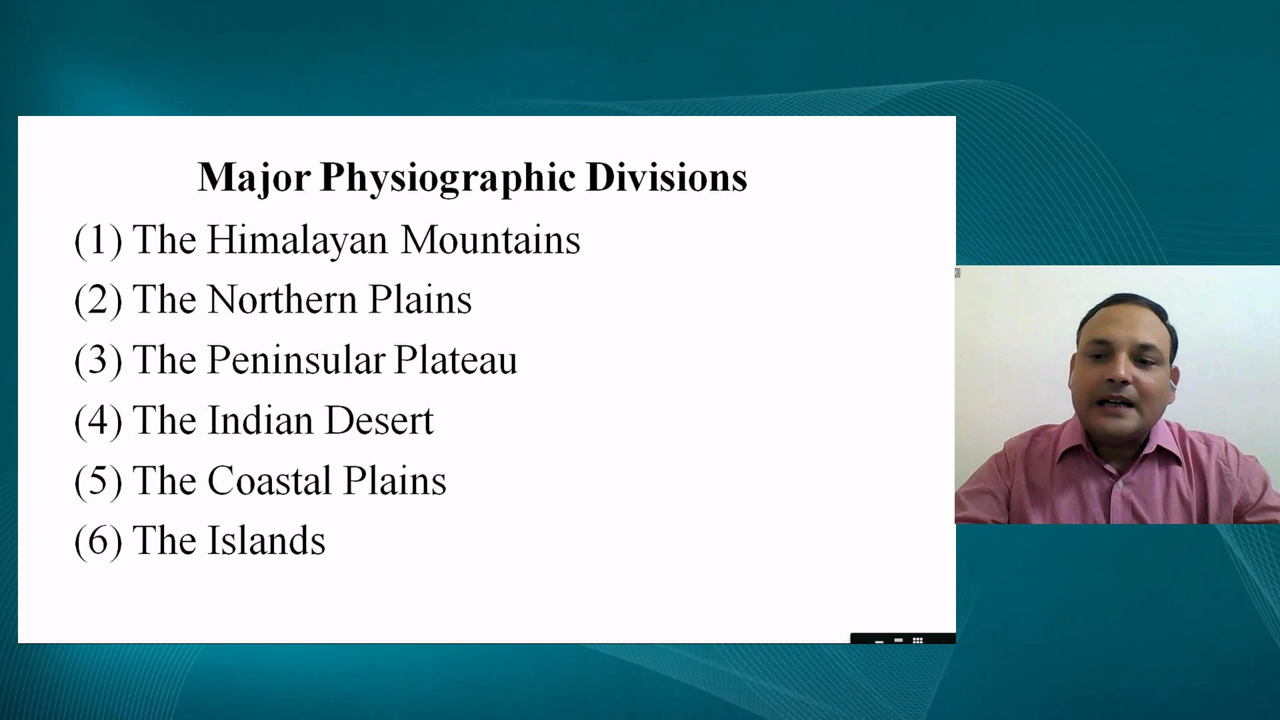 Major Physiographic Divisions
(1) The Himalayan Mountains
(2) The Northern Plains
(3) The Peninsular Plateau
(4) The Indian Desert
(5) The Coastal Plains
(6) The Islands